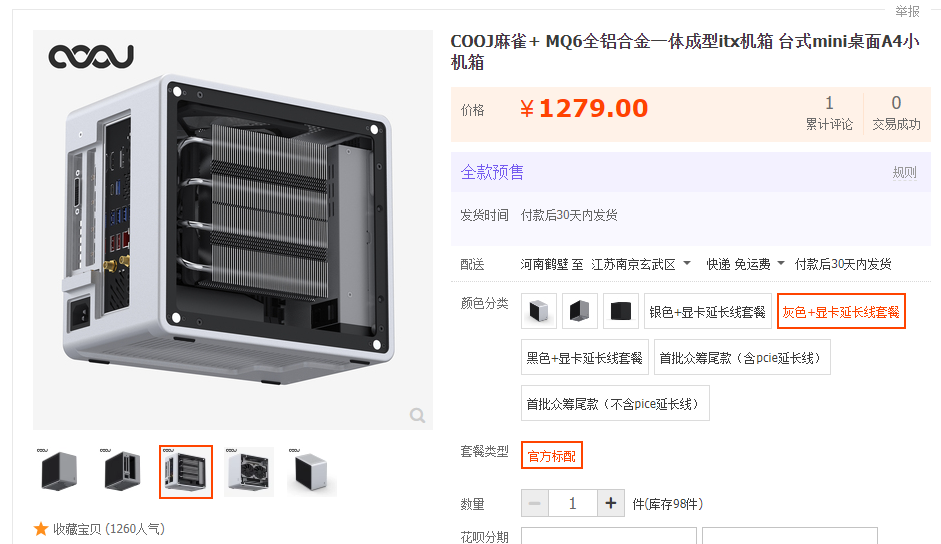 举报
COOJ
COOJ麻雀+ MQ6全铝合金一体成型itx机箱 台式mini桌面A4小
机箱
价格
¥1279.00
1
累计评论
0
交易成功
全款预售
规则
发货时间 付款后30天内发货
配送 河南鹤壁 至 江苏南京玄武区 快递 免运费 付款后30天内发货
颜色分类
银色+显卡延长线套餐
灰色+显卡延长线套餐
黑色+显卡延长线套餐
首批众筹尾款（含pcie延长线）
首批众筹尾款（不含pice延长线）
套餐类型 官方标配
数量 − 1 + 件(库存98件)
COOJ COOJ COOJ COOJ COOJ
收藏宝贝 (1260人气)
花呗分期